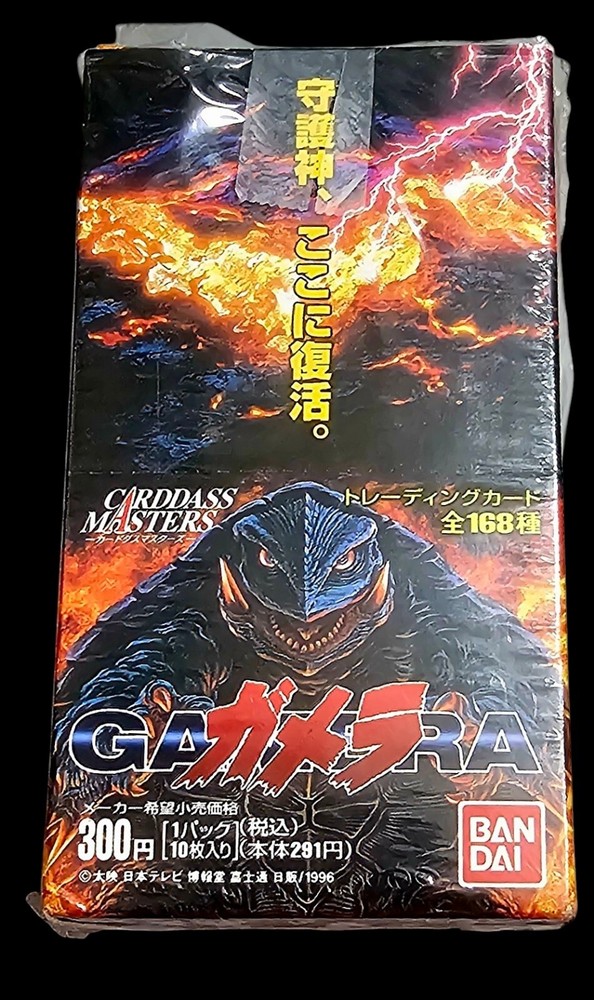 守護神、ここに復活。
CARDDASS
MASTERS
ーカードダスマスターズー
トレーディングカード
全168種
GAMERA
ガメラ
メーカー希望小売価格
300円[1パック10枚入り](税込)(本体291円)
BAN
DAI
©大映 日本テレビ 博報堂 富士通 日販/1996